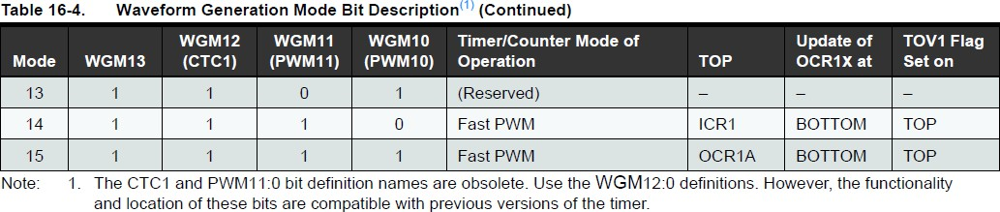 Table 16-4. Waveform Generation Mode Bit Description(1) (Continued)
Mode WGM13 WGM12 (CTC1) WGM11 (PWM11) WGM10 (PWM10) Timer/Counter Mode of Operation TOP Update of OCR1X at TOV1 Flag Set on
13 1 1 0 1 (Reserved) – – –
14 1 1 1 0 Fast PWM ICR1 BOTTOM TOP
15 1 1 1 1 Fast PWM OCR1A BOTTOM TOP
Note: 1. The CTC1 and PWM11:0 bit definition names are obsolete. Use the WGM12:0 definitions. However, the functionality
and location of these bits are compatible with previous versions of the timer.